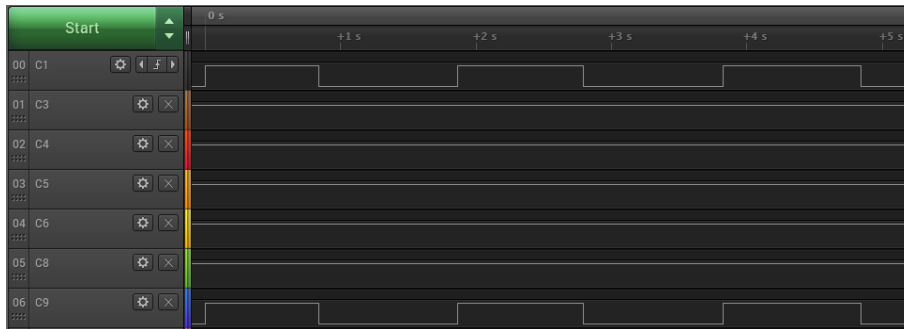 Start
0 s
+1 s +2 s +3 s +4 s +5 s
00 C1
01 C3
02 C4
03 C5
04 C6
05 C8
06 C9